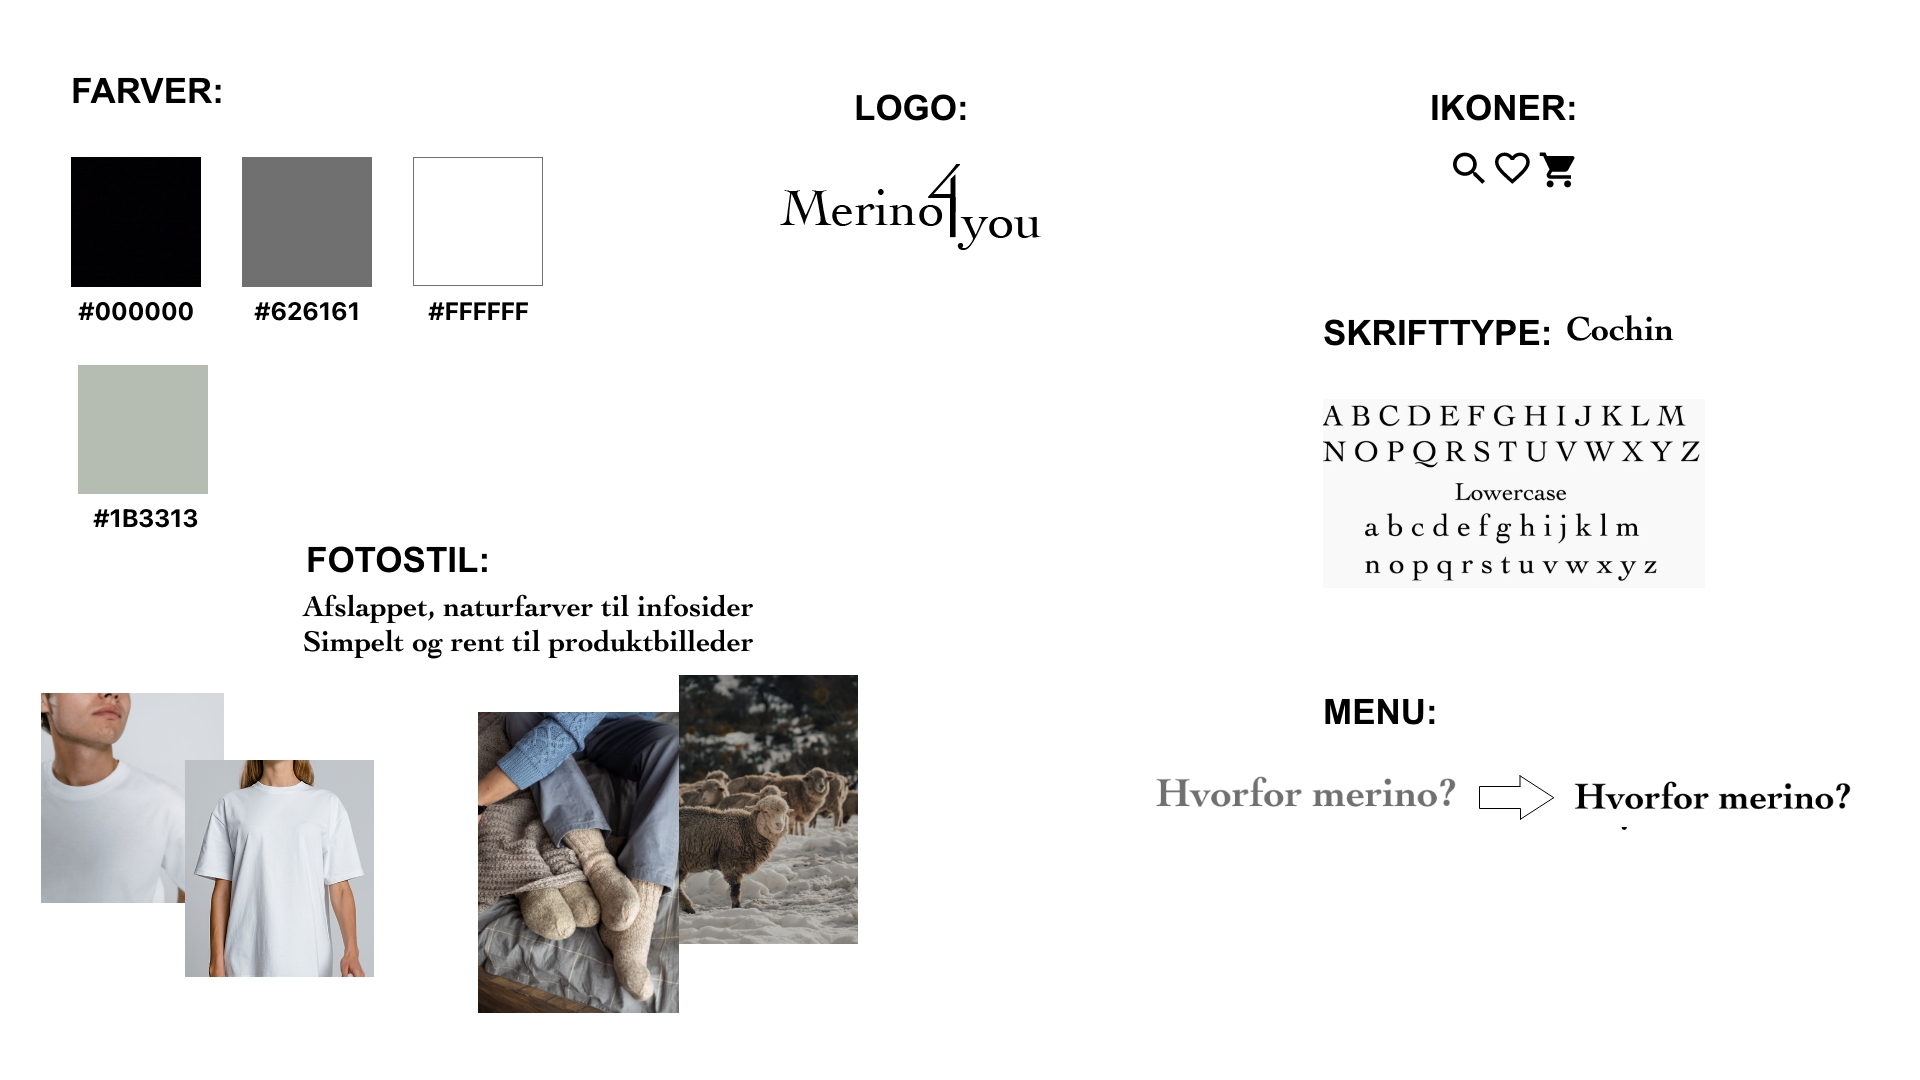 FARVER:
#000000
#626161
#FFFFFF
#1B3313
LOGO:
Merino4you
IKONER:
SKRIFTTYPE: Cochin
A B C D E F G H I J K L M
N O P Q R S T U V W X Y Z
Lowercase
a b c d e f g h i j k l m
n o p q r s t u v w x y z
FOTOSTIL:
Afslappet, naturfarver til infosider
Simpelt og rent til produktbilleder
MENU:
Hvorfor merino?
Hvorfor merino?